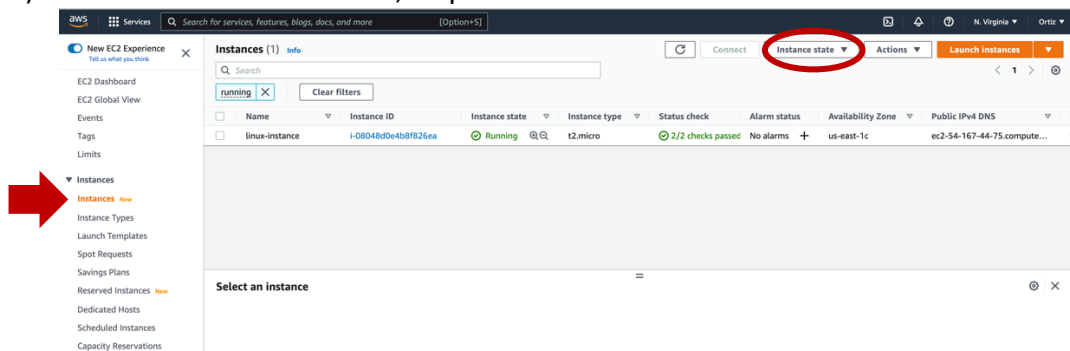 aws Services Search for services, features, blogs, docs, and more [Option+S] N. Virginia ▼ Ortiz ▼
New EC2 Experience
Tell us what you think
EC2 Dashboard
EC2 Global View
Events
Tags
Limits
▼ Instances
Instances New
Instance Types
Launch Templates
Spot Requests
Savings Plans
Reserved Instances New
Dedicated Hosts
Scheduled Instances
Capacity Reservations
Instances (1) Info
Connect Instance state ▼ Actions ▼ Launch instances ▼
Search
< 1 >
running X Clear filters
Name Instance ID Instance state Instance type Status check Alarm status Availability Zone Public IPv4 DNS
linux-instance i-08048d0e4b8f826ea Running t2.micro 2/2 checks passed No alarms + us-east-1c ec2-54-167-44-75.compute...
Select an instance